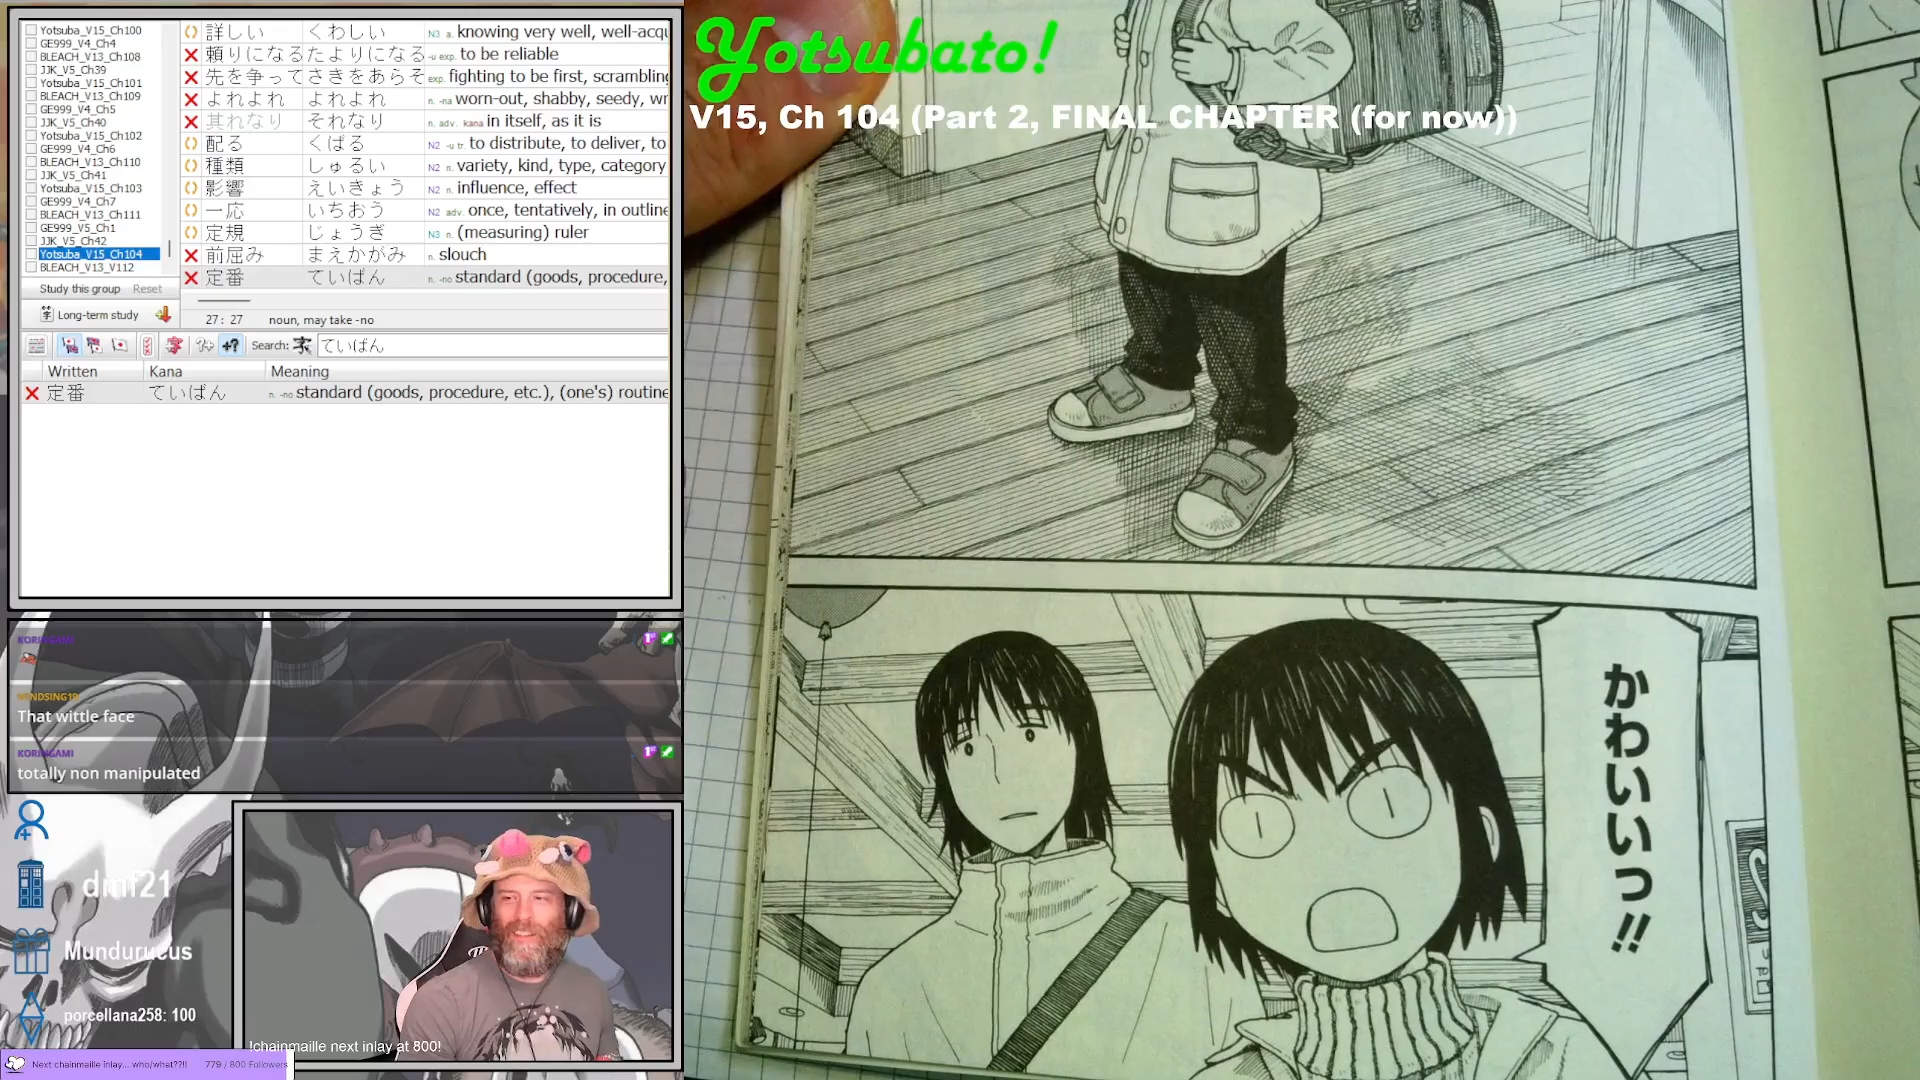 Yotsuba_V15_Ch100
GE999_V4_Ch4
BLEACH_V13_Ch108
JJK_V5_Ch39
Yotsuba_V15_Ch101
BLEACH_V13_Ch109
GE999_V4_Ch5
JJK_V5_Ch40
Yotsuba_V15_Ch102
GE999_V4_Ch6
BLEACH_V13_Ch110
JJK_V5_Ch41
Yotsuba_V15_Ch103
GE999_V4_Ch7
BLEACH_V13_Ch111
GE999_V5_Ch1
JJK_V5_Ch42
Yotsuba_V15_Ch104
BLEACH_V13_V112
Study this group Reset
Long-term study
詳しい くわしい N3 a. knowing very well, well-acqu
頼りになる たよりになる -u exp. to be reliable
先を争って さきをあらそ exp. fighting to be first, scrambling
よれよれ よれよれ n. -na worn-out, shabby, seedy, wr
其れなり それなり n. adv. kana in itself, as it is
配る くばる N2 -u tr. to distribute, to deliver, to
種類 しゅるい N2 n. variety, kind, type, category
影響 えいきょう N2 n. influence, effect
一応 いちおう N2 adv. once, tentatively, in outline
定規 じょうぎ N3 n. (measuring) ruler
前屈み まえかがみ n. slouch
定番 ていばん n. -no standard (goods, procedure,
27: 27 noun, may take -no
Search: ていばん
Written Kana Meaning
定番 ていばん n. -no standard (goods, procedure, etc.), (one's) routine
Yotsubato!
V15, Ch 104 (Part 2, FINAL CHAPTER (for now))
かわいいっ!!
That wittle face
totally non manipulated
dmf21
Mundurucus
porcellana258: 100
!chainmaille next inlay at 800!
Next chainmaille inlay... who/what??!! 779 / 800 Followers